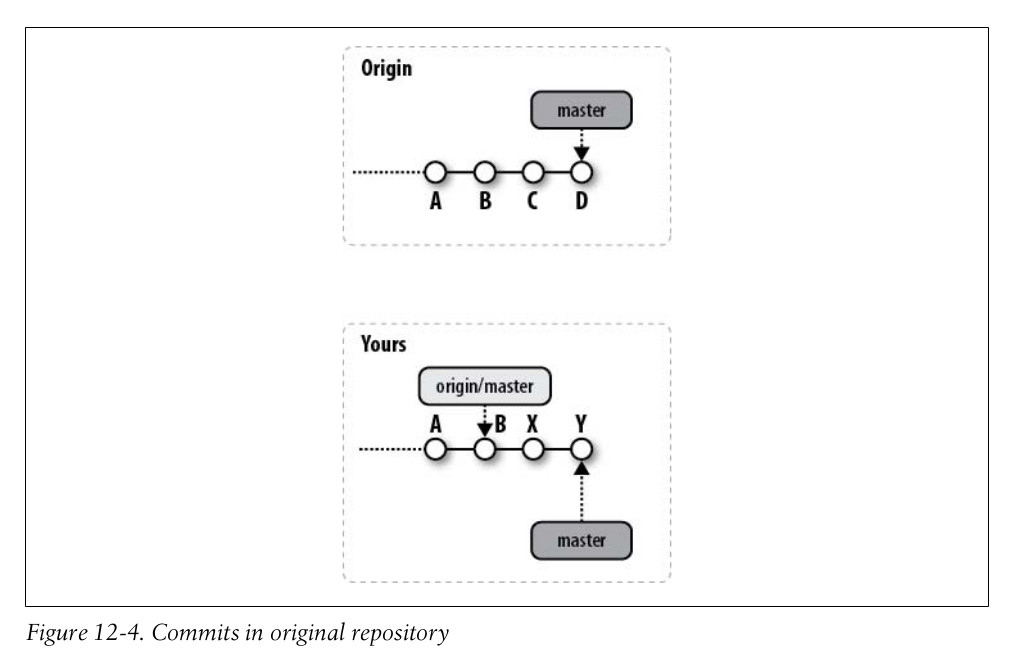 Origin
master
A B C D
Yours
origin/master
A B X Y
master
Figure 12-4. Commits in original repository